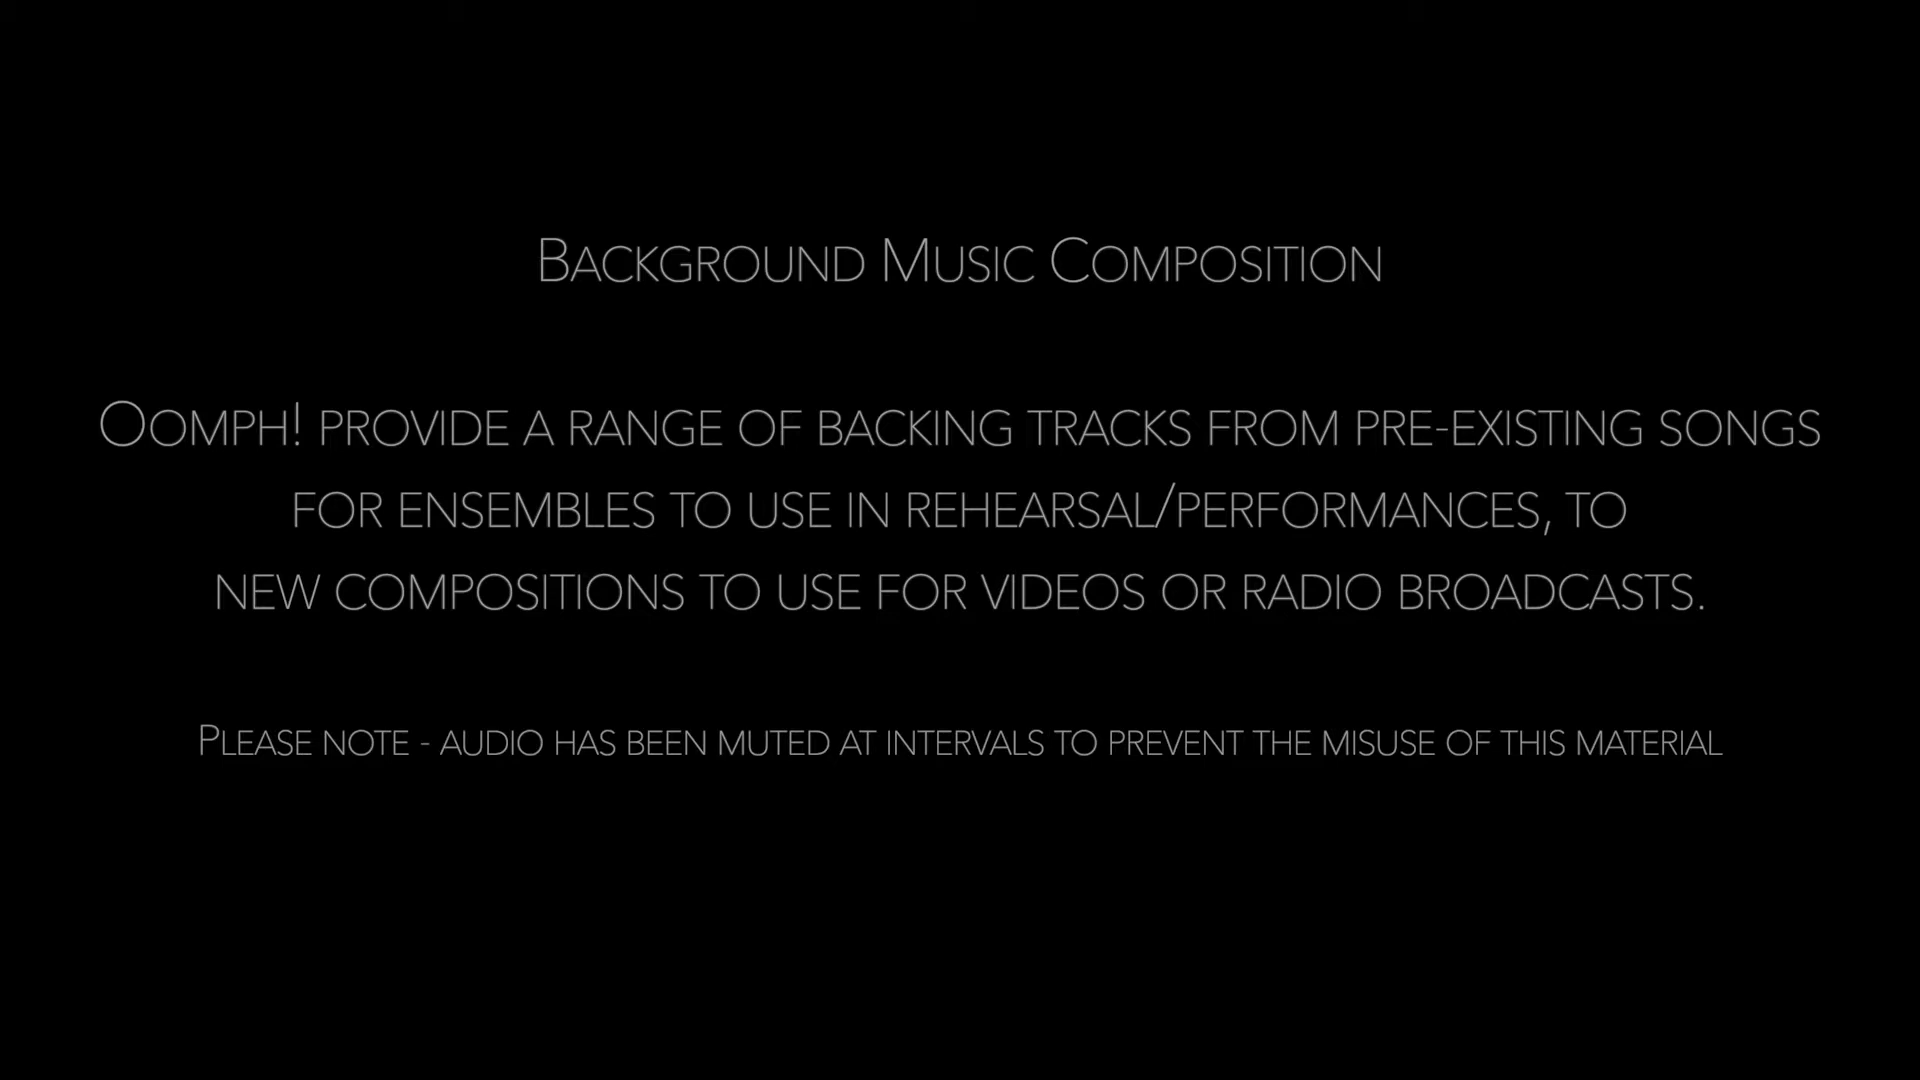 Background Music Composition
Oomph! provide a range of backing tracks from pre-existing songs
for ensembles to use in rehearsal/performances, to
new compositions to use for videos or radio broadcasts.
Please note - audio has been muted at intervals to prevent the misuse of this material